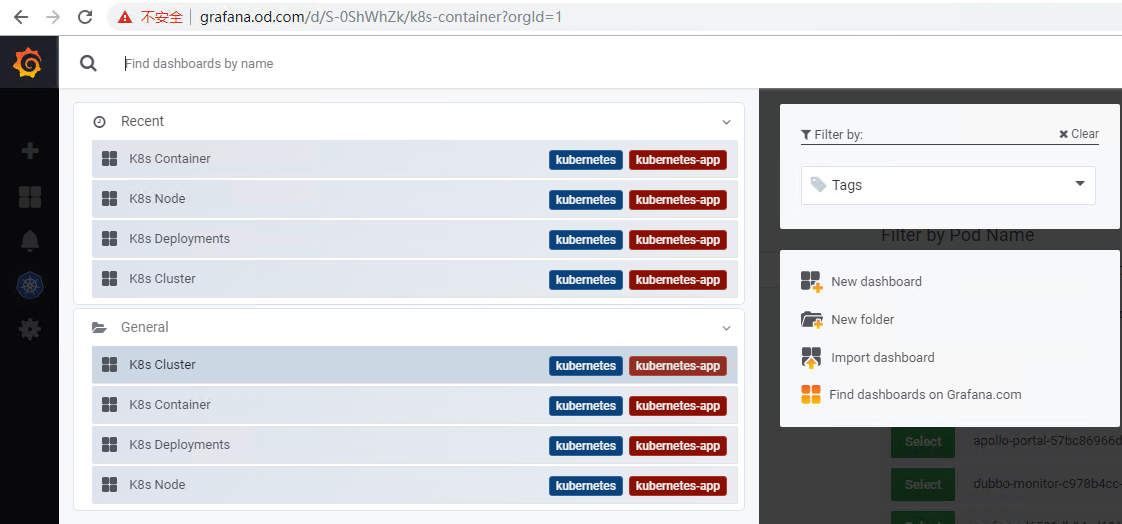 不安全 | grafana.od.com/d/S-0ShWhZk/k8s-container?orgId=1
Find dashboards by name
Recent
K8s Container kubernetes kubernetes-app
K8s Node kubernetes kubernetes-app
K8s Deployments kubernetes kubernetes-app
K8s Cluster kubernetes kubernetes-app
General
K8s Cluster kubernetes kubernetes-app
K8s Container kubernetes kubernetes-app
K8s Deployments kubernetes kubernetes-app
K8s Node kubernetes kubernetes-app
Filter by:
Clear
Tags
Filter by Pod Name
New dashboard
New folder
Import dashboard
Find dashboards on Grafana.com
Select apollo-portal-57bc86966d
Select dubbo-monitor-c978b4cc-